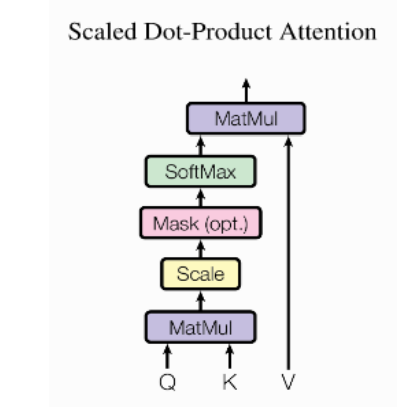 Scaled Dot-Product Attention
MatMul
SoftMax
Mask (opt.)
Scale
MatMul
Q K V